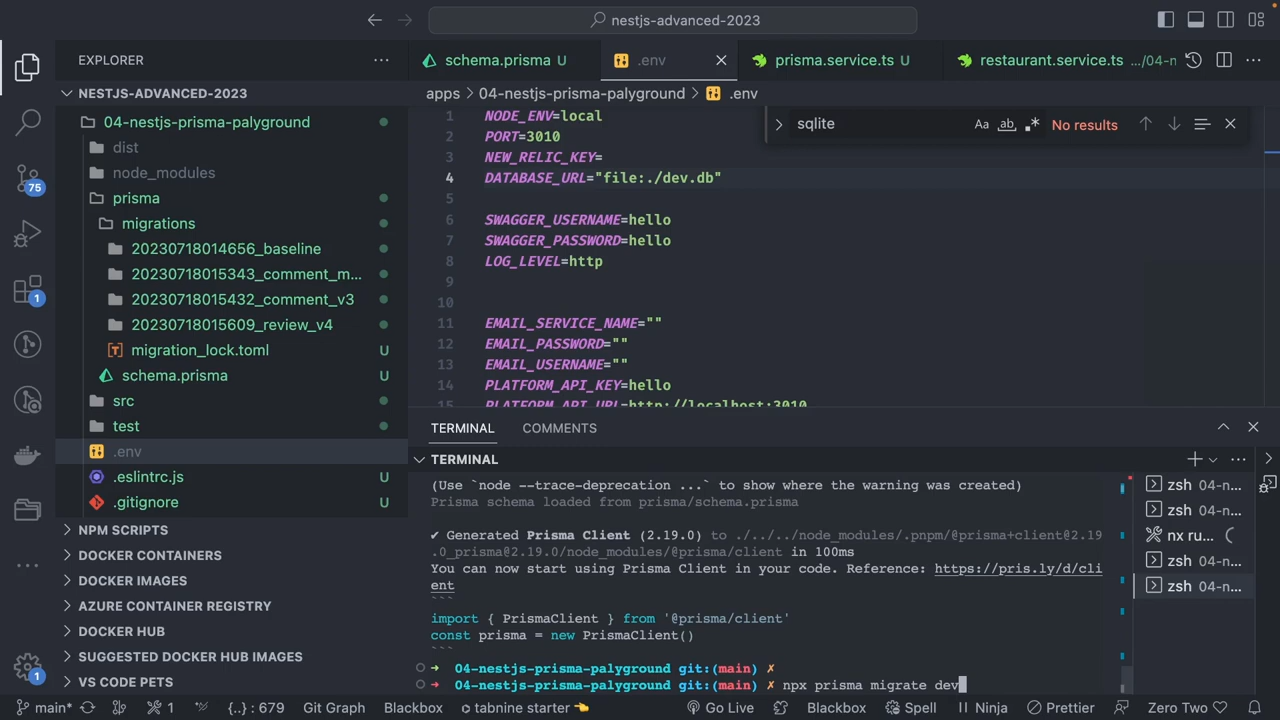 nestjs-advanced-2023
EXPLORER
NESTJS-ADVANCED-2023
04-nestjs-prisma-palyground
dist
node_modules
prisma
migrations
20230718014656_baseline
20230718015343_comment_m...
20230718015432_comment_v3
20230718015609_review_v4
migration_lock.toml U
schema.prisma U
src
test
.env
.eslintrc.js U
.gitignore U
NPM SCRIPTS
DOCKER CONTAINERS
DOCKER IMAGES
AZURE CONTAINER REGISTRY
DOCKER HUB
SUGGESTED DOCKER HUB IMAGES
VS CODE PETS
75
1
1
schema.prisma U .env prisma.service.ts U restaurant.service.ts .../04-n
apps > 04-nestjs-prisma-palyground > .env
sqlite Aa ab .* No results
1 NODE_ENV=local
2 PORT=3010
3 NEW_RELIC_KEY=
4 DATABASE_URL="file:./dev.db"
5
6 SWAGGER_USERNAME=hello
7 SWAGGER_PASSWORD=hello
8 LOG_LEVEL=http
9
10
11 EMAIL_SERVICE_NAME=""
12 EMAIL_PASSWORD=""
13 EMAIL_USERNAME=""
14 PLATFORM_API_KEY=hello
15 PLATFORM_API_URL=http://localhost:3010
TERMINAL COMMENTS
TERMINAL
(Use `node --trace-deprecation ...` to show where the warning was created)
Prisma schema loaded from prisma/schema.prisma
✔ Generated Prisma Client (2.19.0) to ./../../node_modules/.pnpm/@prisma+client@2.19
.0_prisma@2.19.0/node_modules/@prisma/client in 100ms
You can now start using Prisma Client in your code. Reference: https://pris.ly/d/cli
ent
```
import { PrismaClient } from '@prisma/client'
const prisma = new PrismaClient()
```
➜ 04-nestjs-prisma-palyground git:(main) ✗
➜ 04-nestjs-prisma-palyground git:(main) ✗ npx prisma migrate dev
zsh 04-n...
zsh 04-n...
nx ru...
zsh 04-n...
zsh 04-n...
main* 1 {..} : 679 Git Graph Blackbox tabnine starter 👈 Go Live Blackbox Spell Ninja Prettier Zero Two